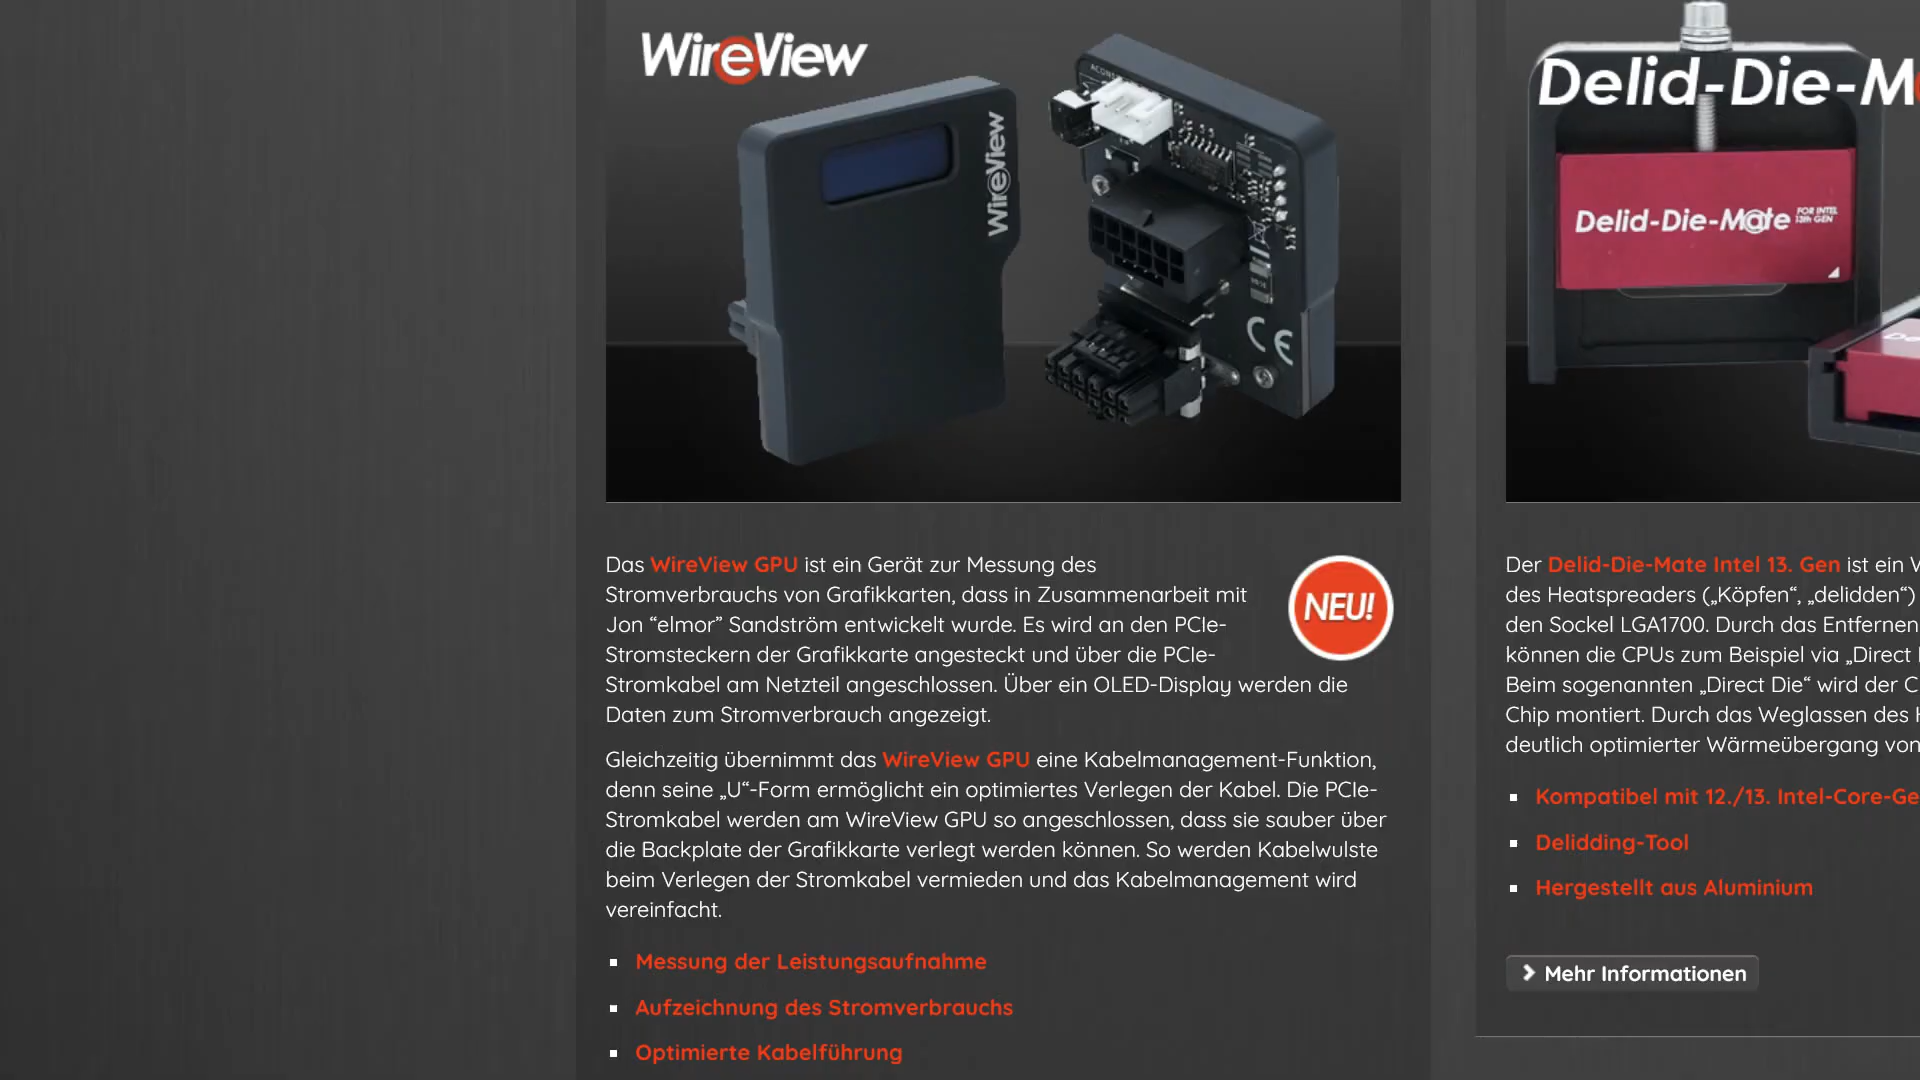 WireView
WireView
CE
Das WireView GPU ist ein Gerät zur Messung des
Stromverbrauchs von Grafikkarten, dass in Zusammenarbeit mit
Jon “elmor” Sandström entwickelt wurde. Es wird an den PCIe-
Stromsteckern der Grafikkarte angesteckt und über die PCIe-
Stromkabel am Netzteil angeschlossen. Über ein OLED-Display werden die
Daten zum Stromverbrauch angezeigt.
NEU!
Gleichzeitig übernimmt das WireView GPU eine Kabelmanagement-Funktion,
denn seine „U“-Form ermöglicht ein optimiertes Verlegen der Kabel. Die PCIe-
Stromkabel werden am WireView GPU so angeschlossen, dass sie sauber über
die Backplate der Grafikkarte verlegt werden können. So werden Kabelwulste
beim Verlegen der Stromkabel vermieden und das Kabelmanagement wird
vereinfacht.
Messung der Leistungsaufnahme
Aufzeichnung des Stromverbrauchs
Optimierte Kabelführung
Delid-Die-M
Delid-Die-Mate FOR INTEL
13th GEN
Der Delid-Die-Mate Intel 13. Gen ist ein
des Heatspreaders („Köpfen“, „delidden“)
den Sockel LGA1700. Durch das Entfernen
können die CPUs zum Beispiel via „Direct
Beim sogenannten „Direct Die“ wird der
Chip montiert. Durch das Weglassen des
deutlich optimierter Wärmeübergang von
Kompatibel mit 12./13. Intel-Core-Ge
Delidding-Tool
Hergestellt aus Aluminium
Mehr Informationen